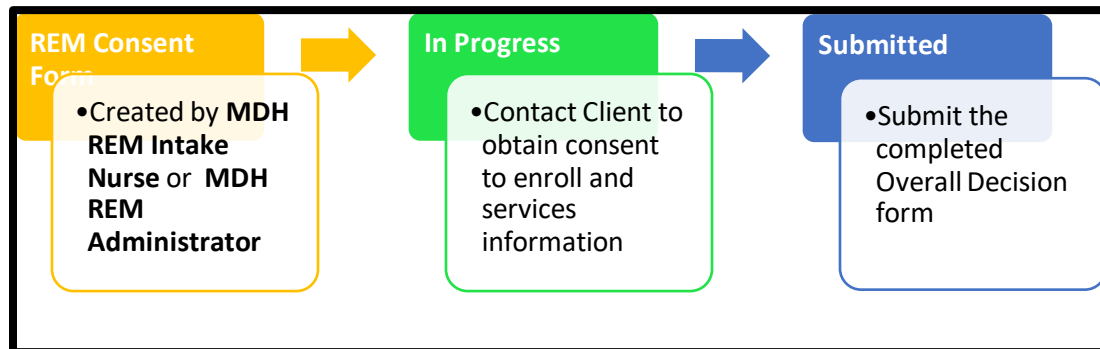 REM Consent
Form
•Created by MDH
REM Intake
Nurse or MDH
REM
Administrator
In Progress
•Contact Client to
obtain consent
to enroll and
services
information
Submitted
•Submit the
completed
Overall Decision
form